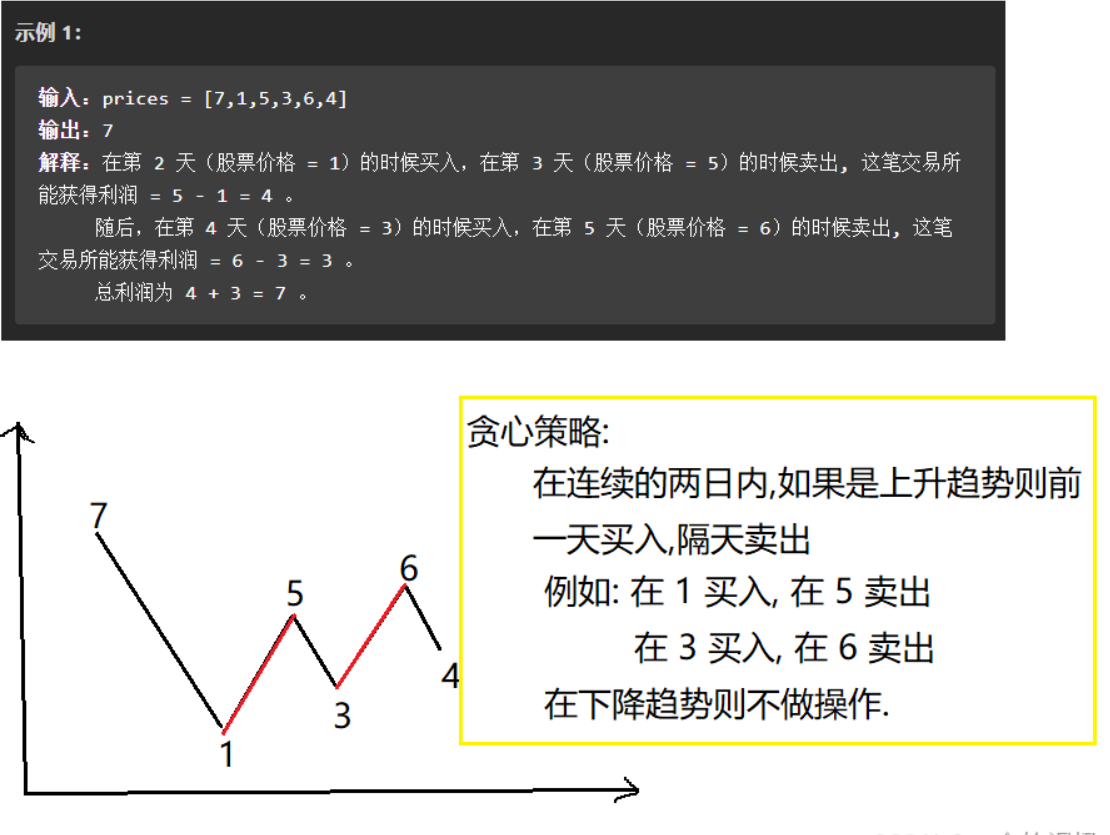 示例 1:
输入：prices = [7,1,5,3,6,4]
输出：7
解释：在第 2 天（股票价格 = 1）的时候买入，在第 3 天（股票价格 = 5）的时候卖出, 这笔交易所
能获得利润 = 5 - 1 = 4 。
随后，在第 4 天（股票价格 = 3）的时候买入，在第 5 天（股票价格 = 6）的时候卖出, 这笔
交易所能获得利润 = 6 - 3 = 3 。
总利润为 4 + 3 = 7 。
贪心策略:
在连续的两日内,如果是上升趋势则前
一天买入,隔天卖出
例如: 在 1 买入, 在 5 卖出
在 3 买入, 在 6 卖出
在下降趋势则不做操作.
7
5
6
4
3
1